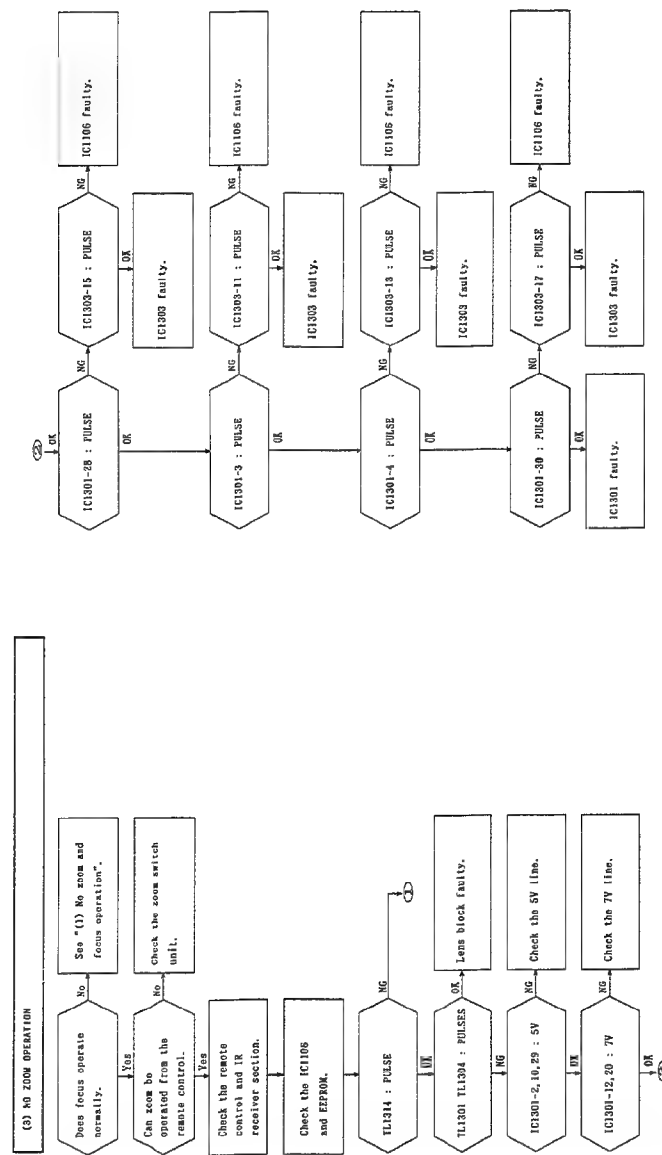 (3) NO ZOOM OPERATION
Does focus operate
normally.
No
See "(1) No zoom and
focus operation".
Yes
Can zoom be
operated from the
remote control.
No
Check the zoom switch
unit.
Yes
Check the remote
control and IR
receiver section.
Check the IC1106
and EEPROM.
TL1314 : PULSE
NG
①
OK
TL1301 TL1304 : PULSES
OK
Lens block faulty.
NG
IC1301-2,10,29 : 5V
NG
Check the 5V line.
OK
IC1301-12,20 : 7V
NG
Check the 7V line.
OK
②
②
OK
IC1301-28 : PULSE
NG
IC1303-15 : PULSE
NG
IC1106 faulty.
OK
OK
IC1303 faulty.
IC1301-3 : PULSE
NG
IC1303-11 : PULSE
NG
IC1106 faulty.
OK
OK
IC1303 faulty.
IC1301-4 : PULSE
NG
IC1303-13 : PULSE
NG
IC1106 faulty.
OK
OK
IC1303 faulty.
IC1301-30 : PULSE
NG
IC1303-17 : PULSE
NG
IC1106 faulty.
OK
OK
IC1301 faulty.
IC1303 faulty.